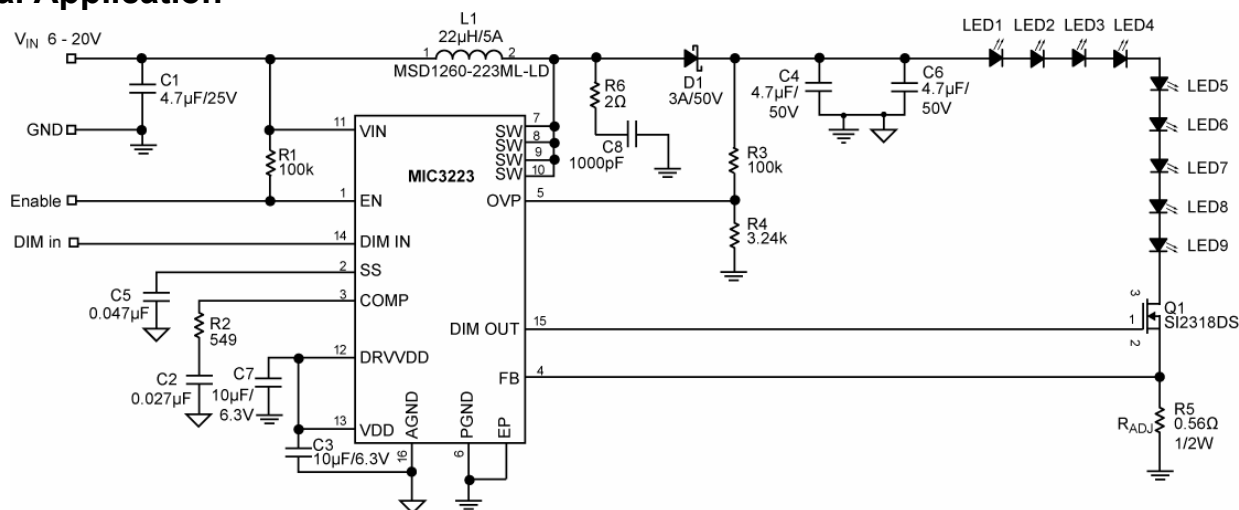 al Application
V_IN 6 - 20V
L1
22µH/5A
1 2
MSD1260-223ML-LD
C1
4.7µF/25V
GND
R1
100k
Enable
DIM in
R6
2Ω
C8
1000pF
D1
3A/50V
C4
4.7µF/
50V
C6
4.7µF/
50V
LED1 LED2 LED3 LED4
LED5
LED6
LED7
LED8
LED9
R3
100k
R4
3.24k
MIC3223
11 VIN
1 EN
14 DIM IN
2 SS
3 COMP
12 DRVVDD
13 VDD
SW 7
SW 8
SW 9
SW 10
OVP 5
DIM OUT 15
FB 4
AGND 16
PGND 6
EP
C5
0.047µF
R2
549
C2
0.027µF
C7
10µF/
6.3V
C3
10µF/6.3V
3
1
2
Q1
SI2318DS
R_ADJ
R5
0.56Ω
1/2W